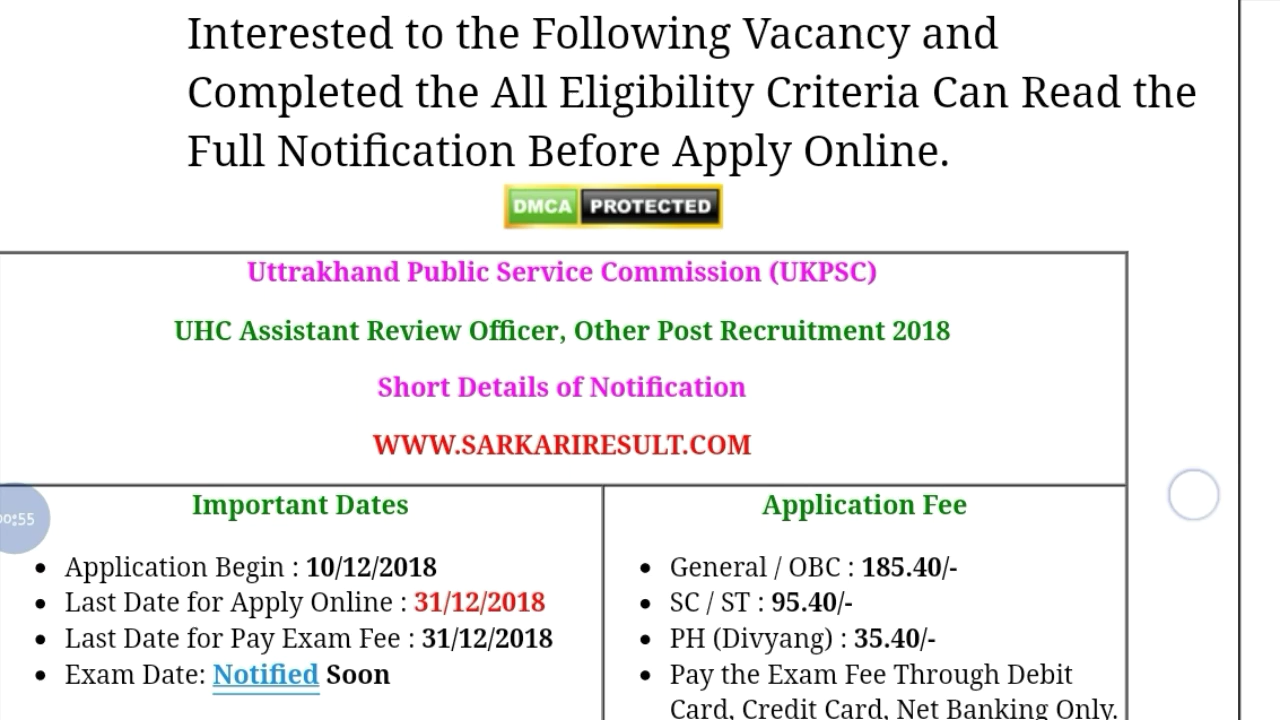 Interested to the Following Vacancy and
Completed the All Eligibility Criteria Can Read the
Full Notification Before Apply Online.
DMCA PROTECTED
Uttrakhand Public Service Commission (UKPSC)
UHC Assistant Review Officer, Other Post Recruitment 2018
Short Details of Notification
WWW.SARKARIRESULT.COM
Important Dates
Application Begin : 10/12/2018
Last Date for Apply Online : 31/12/2018
Last Date for Pay Exam Fee : 31/12/2018
Exam Date: Notified Soon
Application Fee
General / OBC : 185.40/-
SC / ST : 95.40/-
PH (Divyang) : 35.40/-
Pay the Exam Fee Through Debit
Card, Credit Card, Net Banking Only.